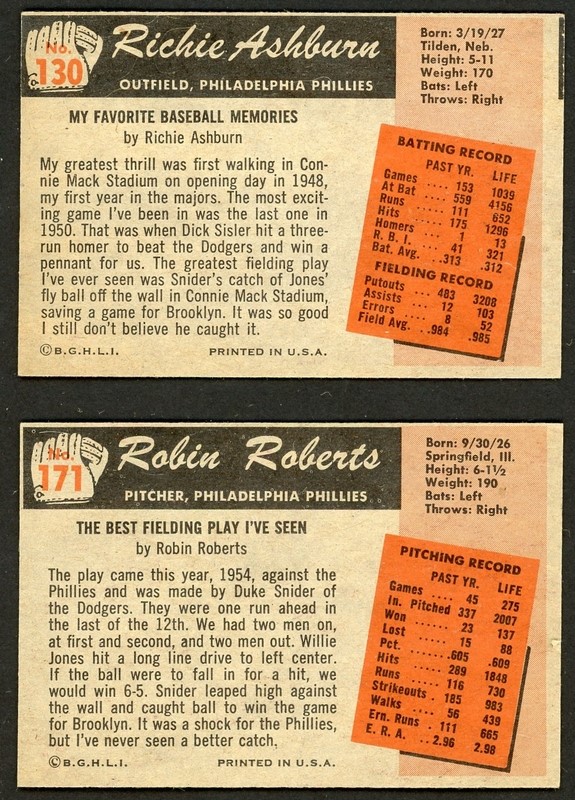 No.
130
Richie Ashburn
OUTFIELD, PHILADELPHIA PHILLIES
Born: 3/19/27
Tilden, Neb.
Height: 5-11
Weight: 170
Bats: Left
Throws: Right
MY FAVORITE BASEBALL MEMORIES
by Richie Ashburn
My greatest thrill was first walking in Con-
nie Mack Stadium on opening day in 1948,
my first year in the majors. The most excit-
ing game I've been in was the last one in
1950. That was when Dick Sisler hit a three-
run homer to beat the Dodgers and win a
pennant for us. The greatest fielding play
I've ever seen was Snider's catch of Jones'
fly ball off the wall in Connie Mack Stadium,
saving a game for Brooklyn. It was so good
I still don't believe he caught it.
©B.G.H.L.I. PRINTED IN U.S.A.
BATTING RECORD
PAST YR. LIFE
Games .... 153 1039
At Bat .... 559 4156
Runs ..... 111 652
Hits ..... 175 1296
Homers .... 1 13
R. B. I. .... 41 321
Bat. Avg. ...313 .312
FIELDING RECORD
Putouts ... 483 3208
Assists .... 12 103
Errors ..... 8 52
Field Avg. ...984 .985
No.
171
Robin Roberts
PITCHER, PHILADELPHIA PHILLIES
Born: 9/30/26
Springfield, Ill.
Height: 6-1½
Weight: 190
Bats: Left
Throws: Right
THE BEST FIELDING PLAY I'VE SEEN
by Robin Roberts
The play came this year, 1954, against the
Phillies and was made by Duke Snider of
the Dodgers. They were one run ahead in
the last of the 12th. We had two men on,
at first and second, and two men out. Willie
Jones hit a long line drive to left center.
If the ball were to fall in for a hit, we
would win 6-5. Snider leaped high against
the wall and caught ball to win the game
for Brooklyn. It was a shock for the Phillies,
but I've never seen a better catch.
©B.G.H.L.I. PRINTED IN U.S.A.
PITCHING RECORD
PAST YR. LIFE
Games .... 45 275
In. Pitched 337 2007
Won ...... 23 137
Lost ...... 15 88
Pct. ......605 .609
Hits ..... 289 1848
Runs ..... 116 730
Strikeouts . 185 983
Walks .... 56 439
Ern. Runs . 111 665
E. R. A. ..2.96 2.98